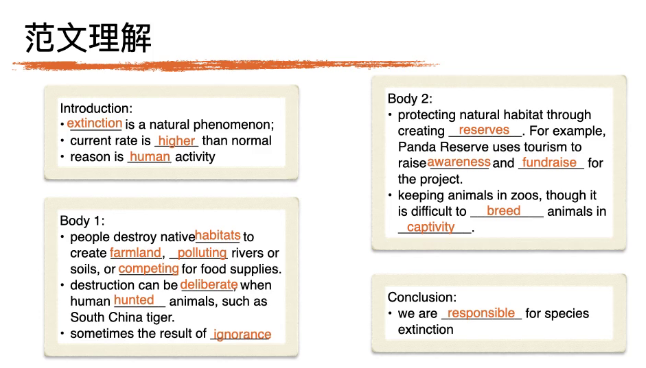 范文理解
Introduction:
• extinction is a natural phenomenon;
• current rate is higher than normal
• reason is human activity
Body 1:
• people destroy native habitats to
create farmland, polluting rivers or
soils, or competing for food supplies.
• destruction can be deliberate when
human hunted animals, such as
South China tiger.
• sometimes the result of ignorance
Body 2:
• protecting natural habitat through
creating reserves. For example,
Panda Reserve uses tourism to
raise awareness and fundraise for
the project.
• keeping animals in zoos, though it
is difficult to breed animals in
captivity.
Conclusion:
• we are responsible for species
extinction